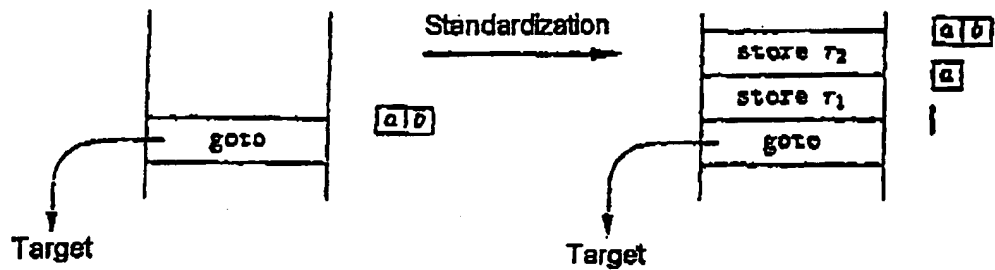 Standardization
a b
store r2
a
store r1
a b
goto
goto
Target
Target